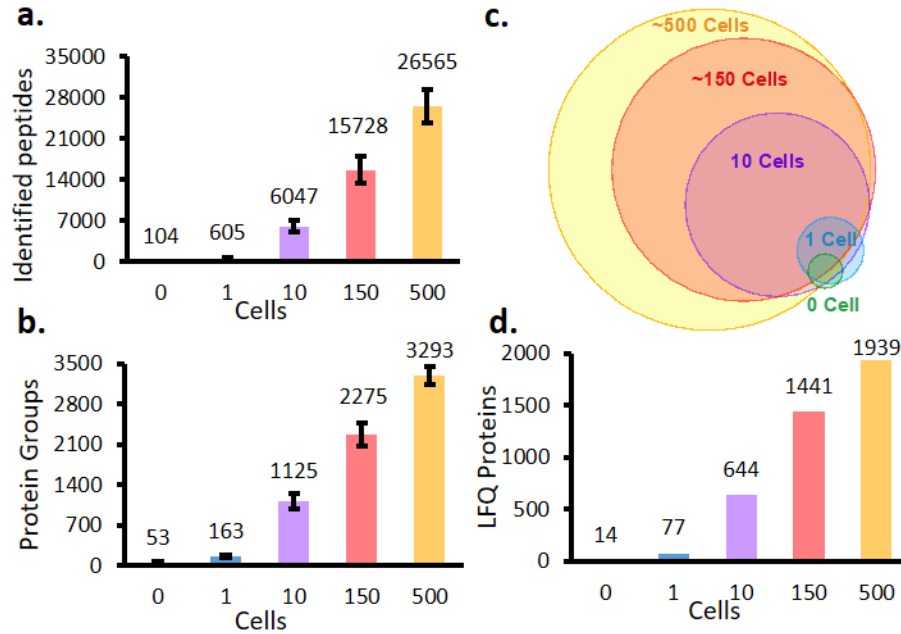 a.
Identified peptides
35000
28000
21000
14000
7000
0
104
605
6047
15728
26565
0 1 10 150 500
Cells
c.
~500 Cells
~150 Cells
10 Cells
1 Cell
0 Cell
b.
Protein Groups
3500
2800
2100
1400
700
0
53
163
1125
2275
3293
0 1 10 150 500
Cells
d.
LFQ Proteins
2000
1500
1000
500
0
14
77
644
1441
1939
0 1 10 150 500
Cells